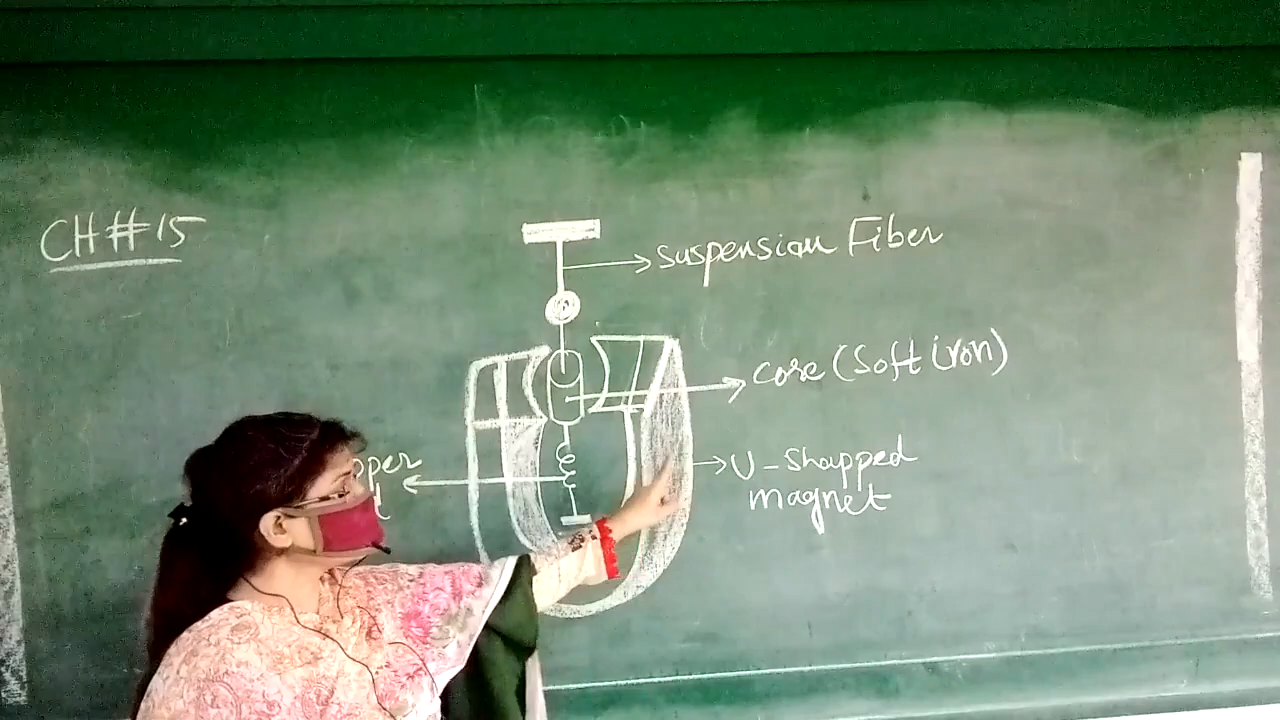 CH # 15
suspension Fiber
core (Soft iron)
U-shapped
magnet